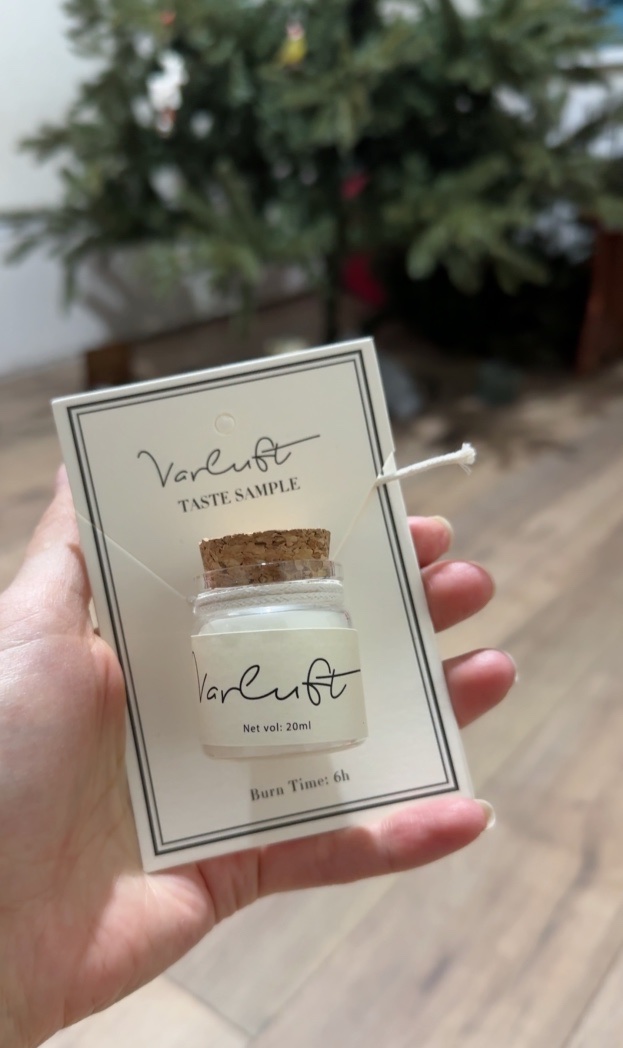 Varluft
TASTE SAMPLE
Varluft
Net vol: 20ml
Burn Time: 6h